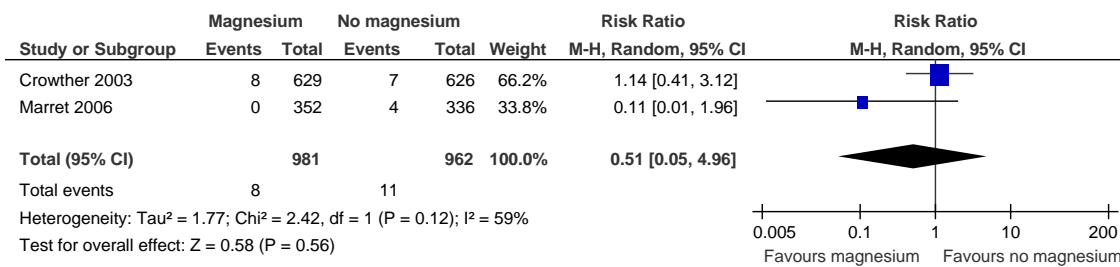 Magnesium No magnesium Risk Ratio Risk Ratio
Study or Subgroup Events Total Events Total Weight M-H, Random, 95% CI M-H, Random, 95% CI
Crowther 2003 8 629 7 626 66.2% 1.14 [0.41, 3.12]
Marret 2006 0 352 4 336 33.8% 0.11 [0.01, 1.96]
Total (95% CI) 981 962 100.0% 0.51 [0.05, 4.96]
Total events 8 11
Heterogeneity: Tau² = 1.77; Chi² = 2.42, df = 1 (P = 0.12); I² = 59%
Test for overall effect: Z = 0.58 (P = 0.56)
0.005 0.1 1 10 200
Favours magnesium Favours no magnesium